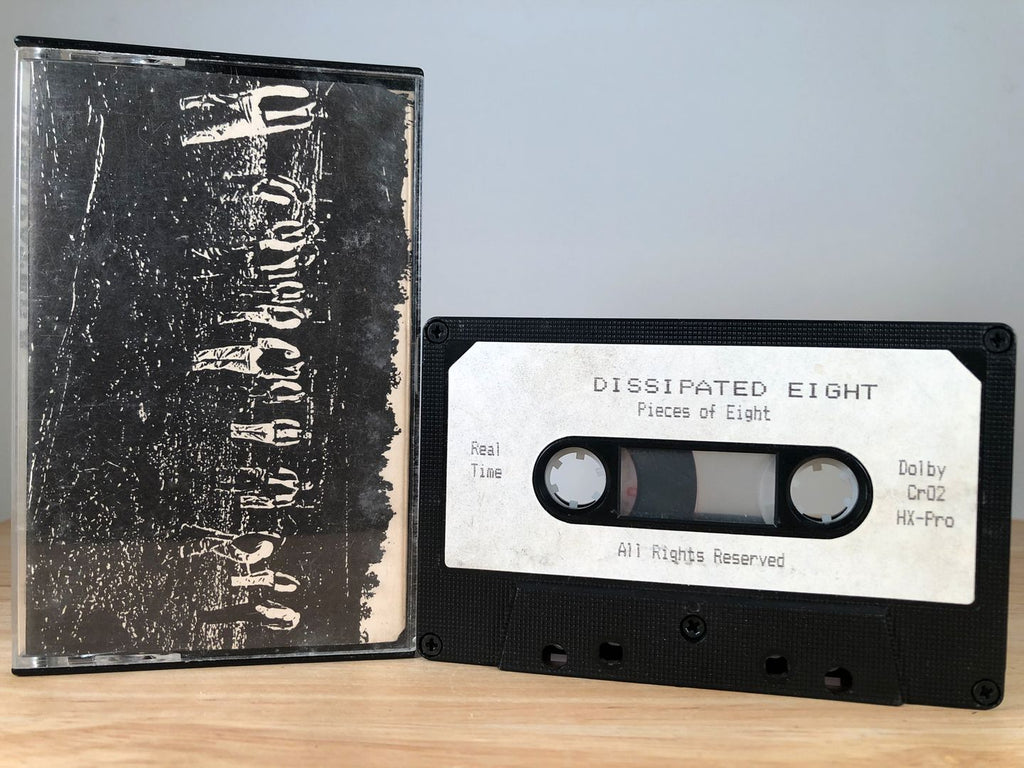 DISSIPATED EIGHT
Pieces of Eight
Real
Time
Dolby
CrO2
HX-Pro
All Rights Reserved